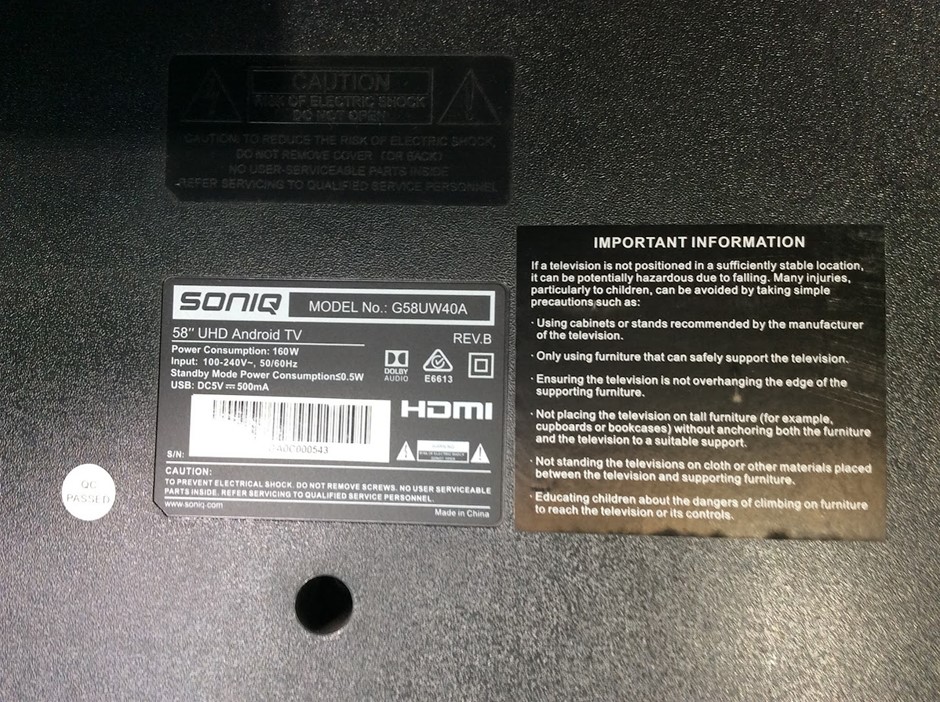 CAUTION
RISK OF ELECTRIC SHOCK
DO NOT OPEN
CAUTION: TO REDUCE THE RISK OF ELECTRIC SHOCK,
DO NOT REMOVE COVER (OR BACK)
NO USER-SERVICEABLE PARTS INSIDE
REFER SERVICING TO QUALIFIED SERVICE PERSONNEL
SONIQ MODEL No.: G58UW40A
58" UHD Android TV
REV.B
Power Consumption: 160W
Input: 100-240V~, 50/60Hz
Standby Mode Power Consumption≤0.5W
USB: DC5V⎓ 500mA
DOLBY
AUDIO
E6613
HDMI
S/N:
CAUTION:
TO PREVENT ELECTRICAL SHOCK. DO NOT REMOVE SCREWS. NO USER SERVICEABLE
PARTS INSIDE. REFER SERVICING TO QUALIFIED SERVICE PERSONNEL.
www.soniq.com
Made in China
QC
PASSED
IMPORTANT INFORMATION
If a television is not positioned in a sufficiently stable location,
it can be potentially hazardous due to falling. Many injuries,
particularly to children, can be avoided by taking simple
precautions such as:
· Using cabinets or stands recommended by the manufacturer
of the television.
· Only using furniture that can safely support the television.
· Ensuring the television is not overhanging the edge of the
supporting furniture.
· Not placing the television on tall furniture (for example,
cupboards or bookcases) without anchoring both the furniture
and the television to a suitable support.
· Not standing the televisions on cloth or other materials placed
between the television and supporting furniture.
· Educating children about the dangers of climbing on furniture
to reach the television or its controls.